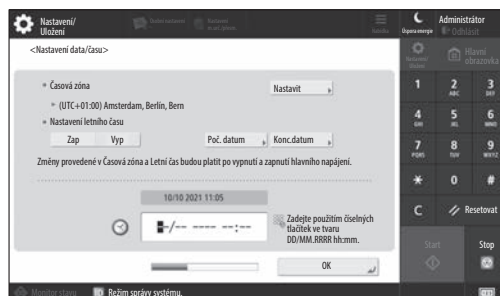 Nastavení/
Uložení
Úspora energie
Administrátor
Odhlásit
<Nastavení data/času>
Hlavní
obrazovka
Časová zóna
Nastavit
(UTC+01:00) Amsterdam, Berlín, Bern
Nastavení letního času
Zap Vyp Poč. datum Konc.datum
Změny provedené v Časová zóna a Letní čas budou platit po vypnutí a zapnutí hlavního napájení.
10/10 2021 11:05
-/-- ---- --:--
Zadejte použitím číselných
tlačítek ve tvaru
DD/MM.RRRR hh:mm.
OK
1 2 ABC 3 DEF
4 GHI 5 JKL 6 MNO
7 PQRS 8 TUV 9 WXYZ
* 0 #
C Resetovat
Start Stop
Monitor stavu Režim správy systému.